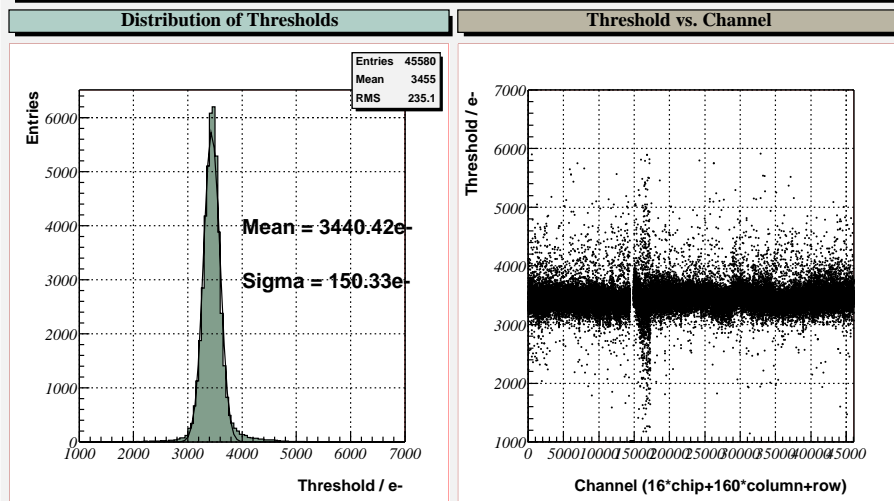 Distribution of Thresholds
Threshold vs. Channel
Entries 45580
Mean 3455
RMS 235.1
Entries
6000
5000
4000
3000
2000
1000
0
Mean = 3440.42e-
Sigma = 150.33e-
1000 2000 3000 4000 5000 6000 7000
Threshold / e-
Threshold / e-
7000
6000
5000
4000
3000
2000
1000
0 5000 10000 15000 20000 25000 30000 35000 40000 45000
Channel (16*chip+160*column+row)